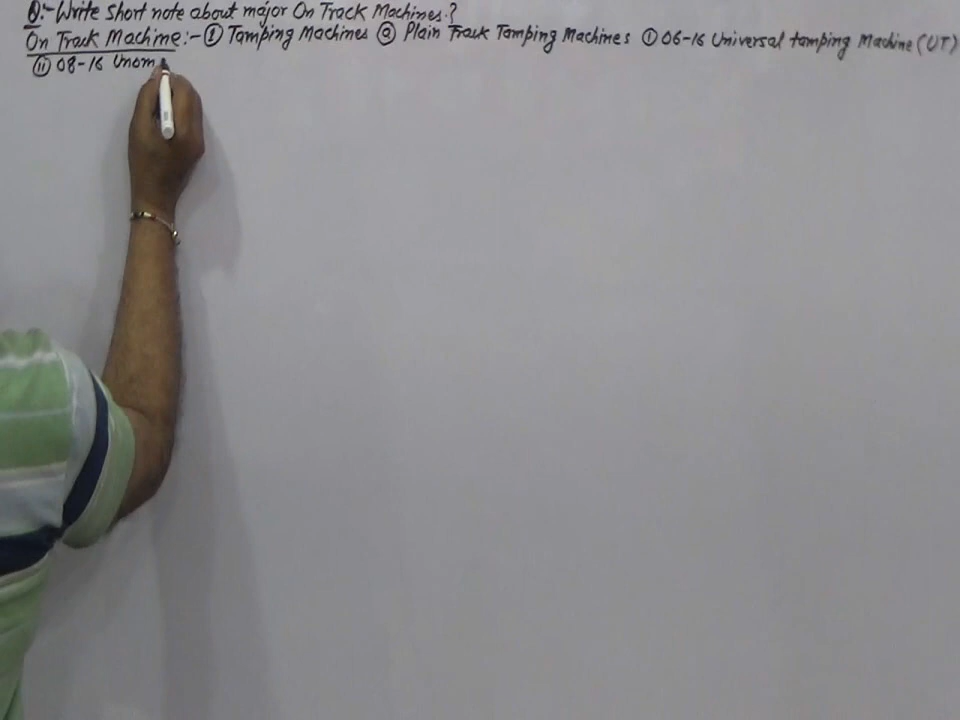 Q:- Write short note about major On Track Machines.?
On Track Machine:- ① Tamping Machines ⓐ Plain Track Tamping Machines ① 06-16 Universal tamping Machine (UT)
ⓘⓘ 08-16 Unom